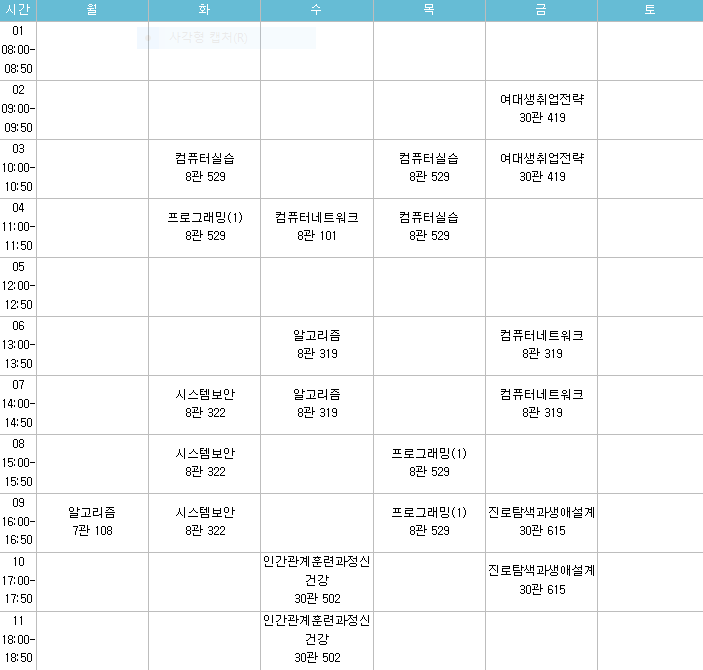 시간 월 화 수 목 금 토
01
08:00-
08:50
사각형 캡처(R)
02
09:00-
09:50
여대생취업전략
30관 419
03
10:00-
10:50
컴퓨터실습
8관 529
컴퓨터실습
8관 529
여대생취업전략
30관 419
04
11:00-
11:50
프로그래밍(1)
8관 529
컴퓨터네트워크
8관 101
컴퓨터실습
8관 529
05
12:00-
12:50
06
13:00-
13:50
알고리즘
8관 319
컴퓨터네트워크
8관 319
07
14:00-
14:50
시스템보안
8관 322
알고리즘
8관 319
컴퓨터네트워크
8관 319
08
15:00-
15:50
시스템보안
8관 322
프로그래밍(1)
8관 529
09
16:00-
16:50
알고리즘
7관 108
시스템보안
8관 322
프로그래밍(1)
8관 529
진로탐색과생애설계
30관 615
10
17:00-
17:50
인간관계훈련과정신
건강
30관 502
진로탐색과생애설계
30관 615
11
18:00-
18:50
인간관계훈련과정신
건강
30관 502